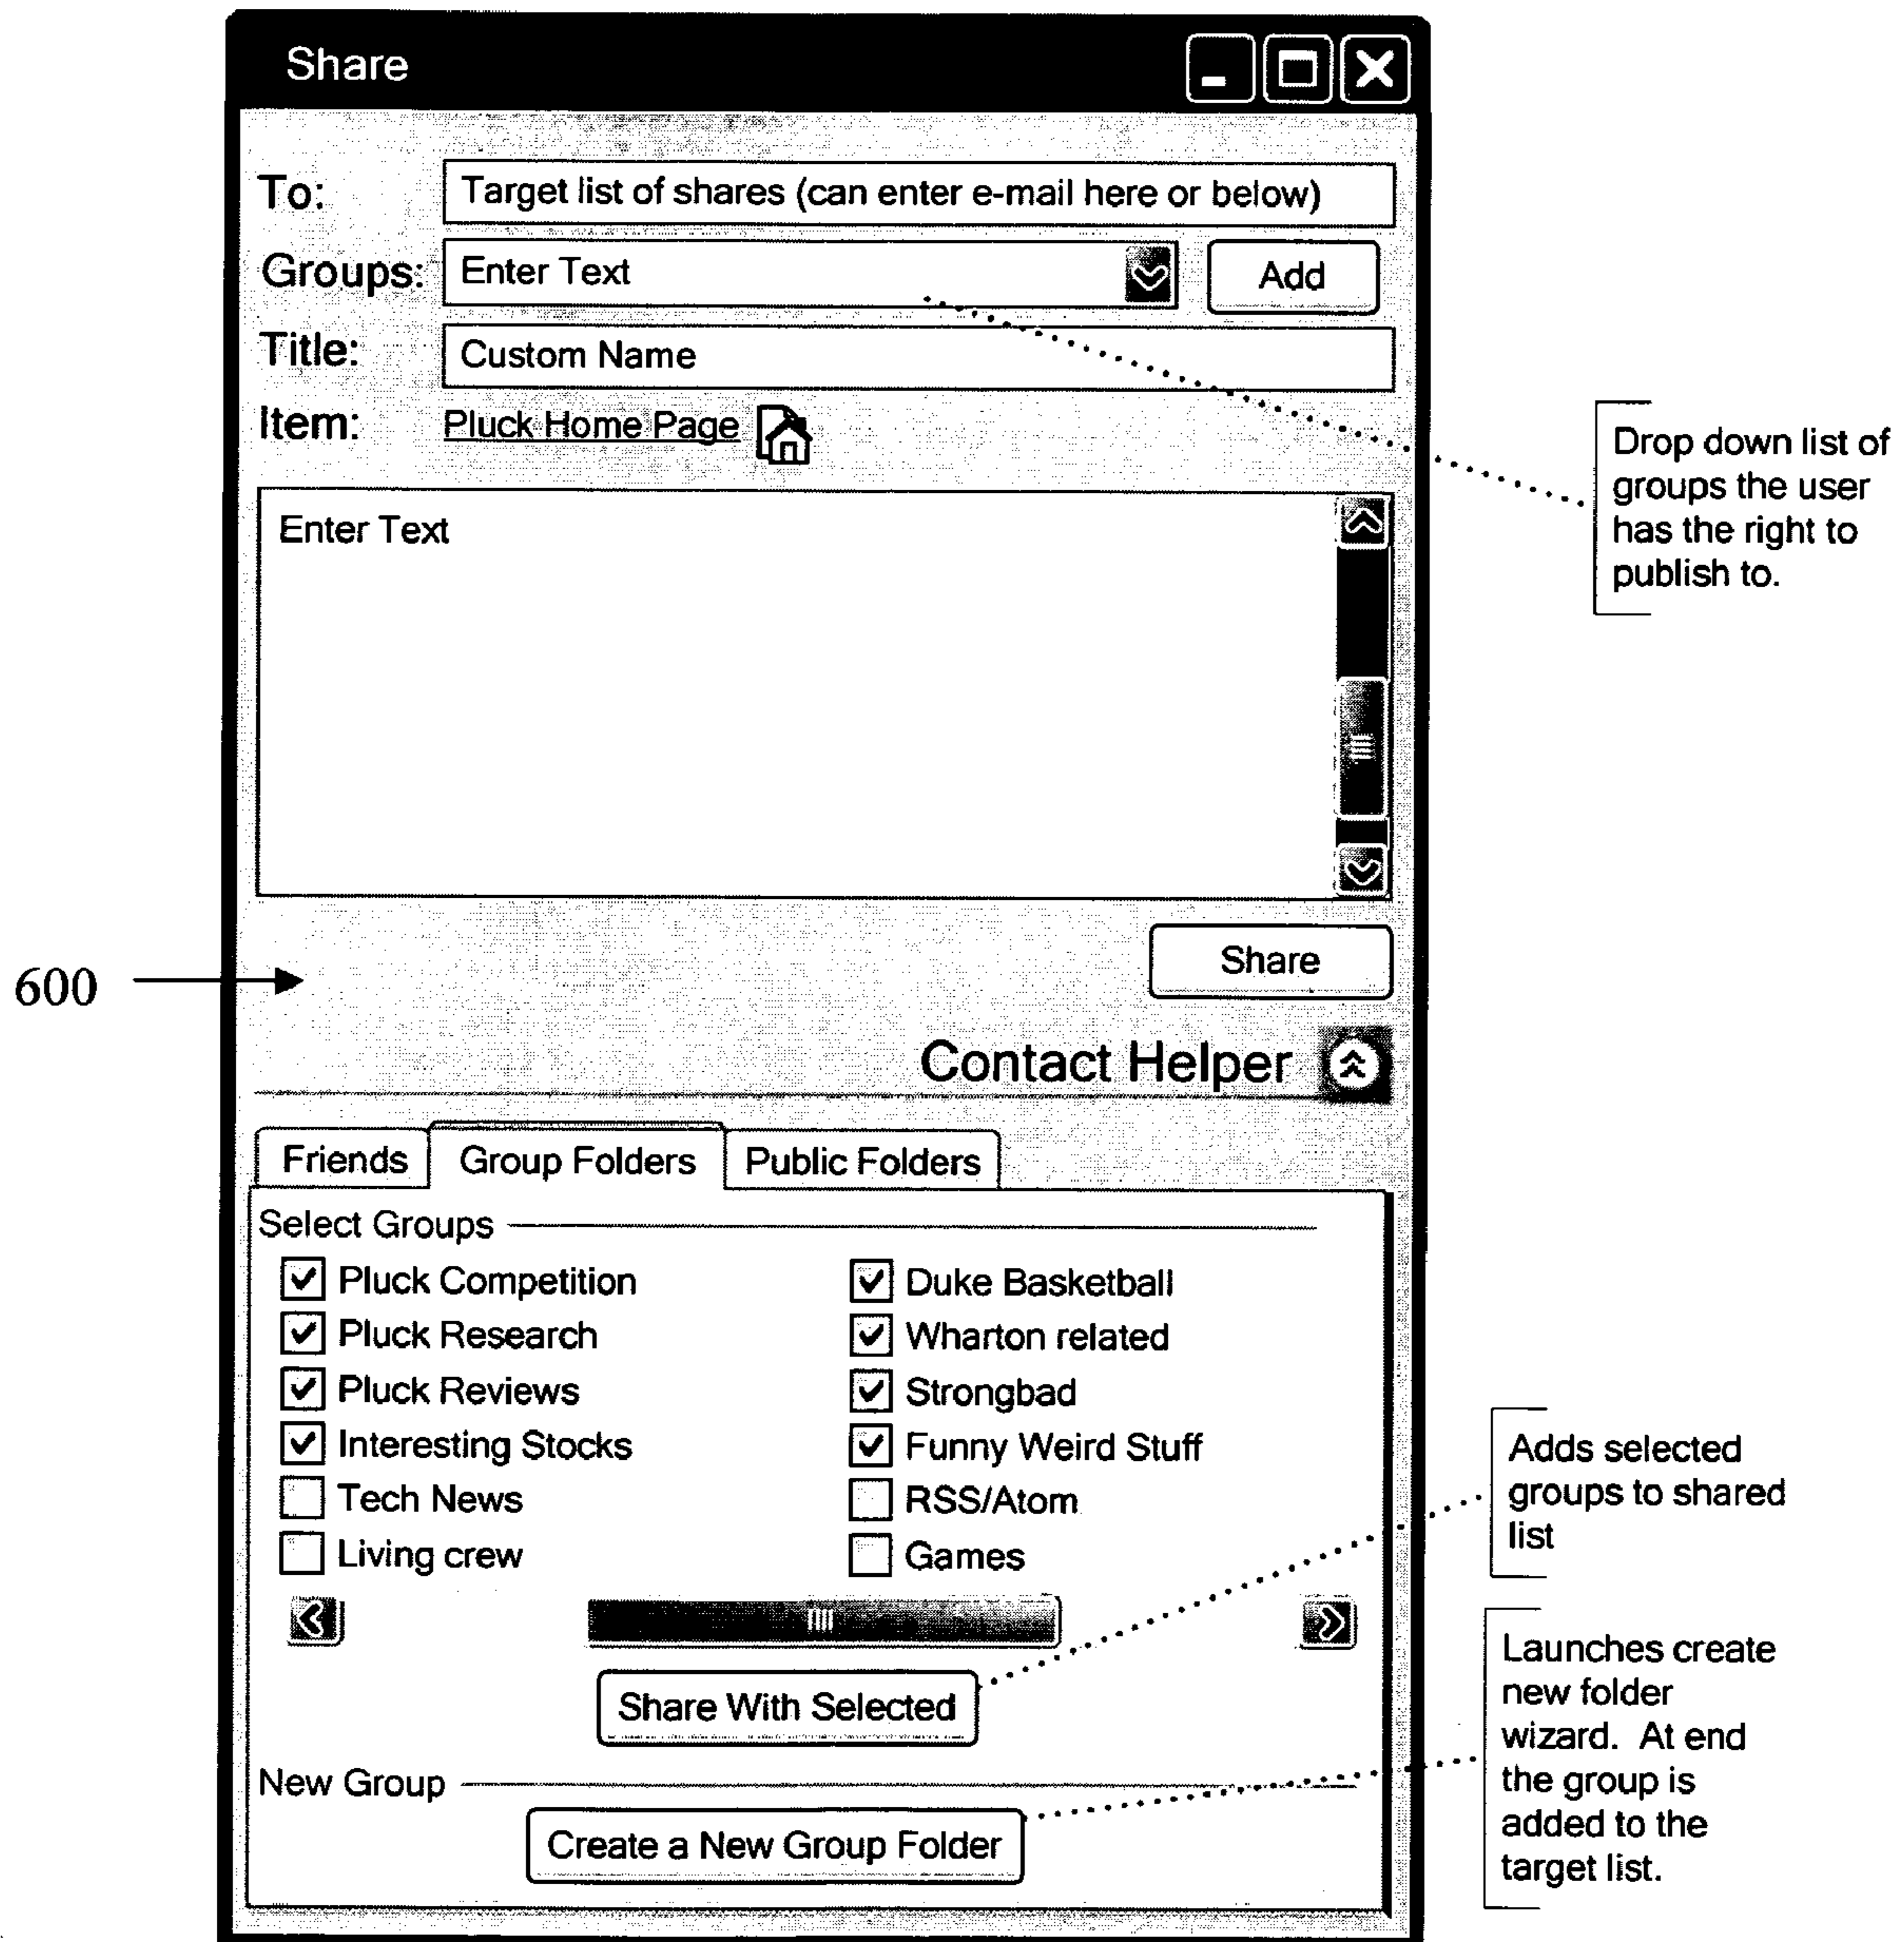 Share
To: Target list of shares (can enter e-mail here or below)
Groups: Enter Text Add
Title: Custom Name
Item: Pluck Home Page
Enter Text
Drop down list of
groups the user
has the right to
publish to.
Share
600
Contact Helper
Friends Group Folders Public Folders
Select Groups
Pluck Competition Duke Basketball
Pluck Research Wharton related
Pluck Reviews Strongbad
Interesting Stocks Funny Weird Stuff
Tech News RSS/Atom
Living crew Games
Adds selected
groups to shared
list
Share With Selected
New Group
Create a New Group Folder
Launches create
new folder
wizard. At end
the group is
added to the
target list.